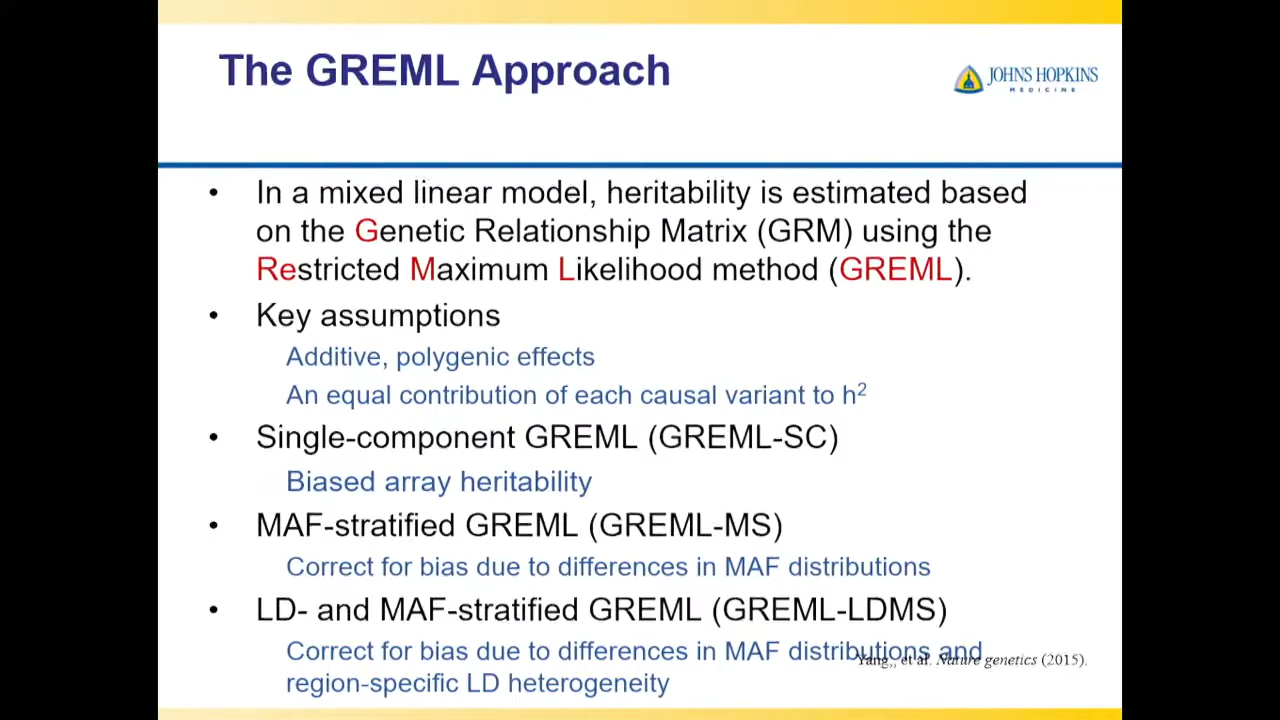 The GREML Approach
JOHNS HOPKINS
MEDICINE
• In a mixed linear model, heritability is estimated based
on the Genetic Relationship Matrix (GRM) using the
Restricted Maximum Likelihood method (GREML).
• Key assumptions
Additive, polygenic effects
An equal contribution of each causal variant to h²
• Single-component GREML (GREML-SC)
Biased array heritability
• MAF-stratified GREML (GREML-MS)
Correct for bias due to differences in MAF distributions
• LD- and MAF-stratified GREML (GREML-LDMS)
Correct for bias due to differences in MAF distributions and
region-specific LD heterogeneity
Yang,, et al. Nature genetics (2015).